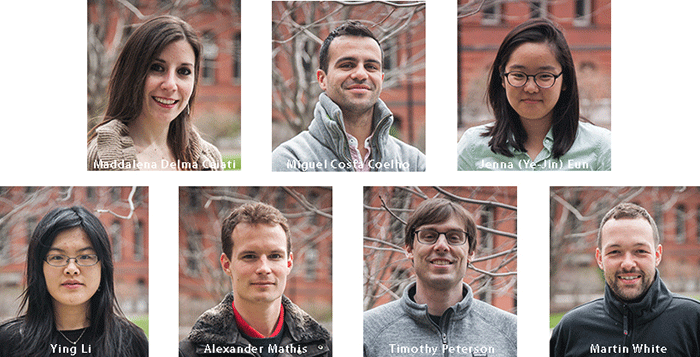 Maddalena Delma Caiati
Miguel Costa Coelho
Jenna (Ye-Jin) Eun
Ying Li
Alexander Mathis
Timothy Peterson
Martin White